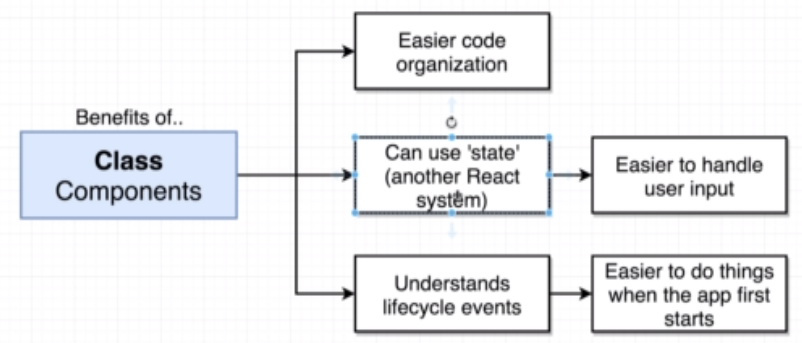 Benefits of..
Class
Components
Easier code
organization
Can use 'state'
(another React
system)
Easier to handle
user input
Understands
lifecycle events
Easier to do things
when the app first
starts